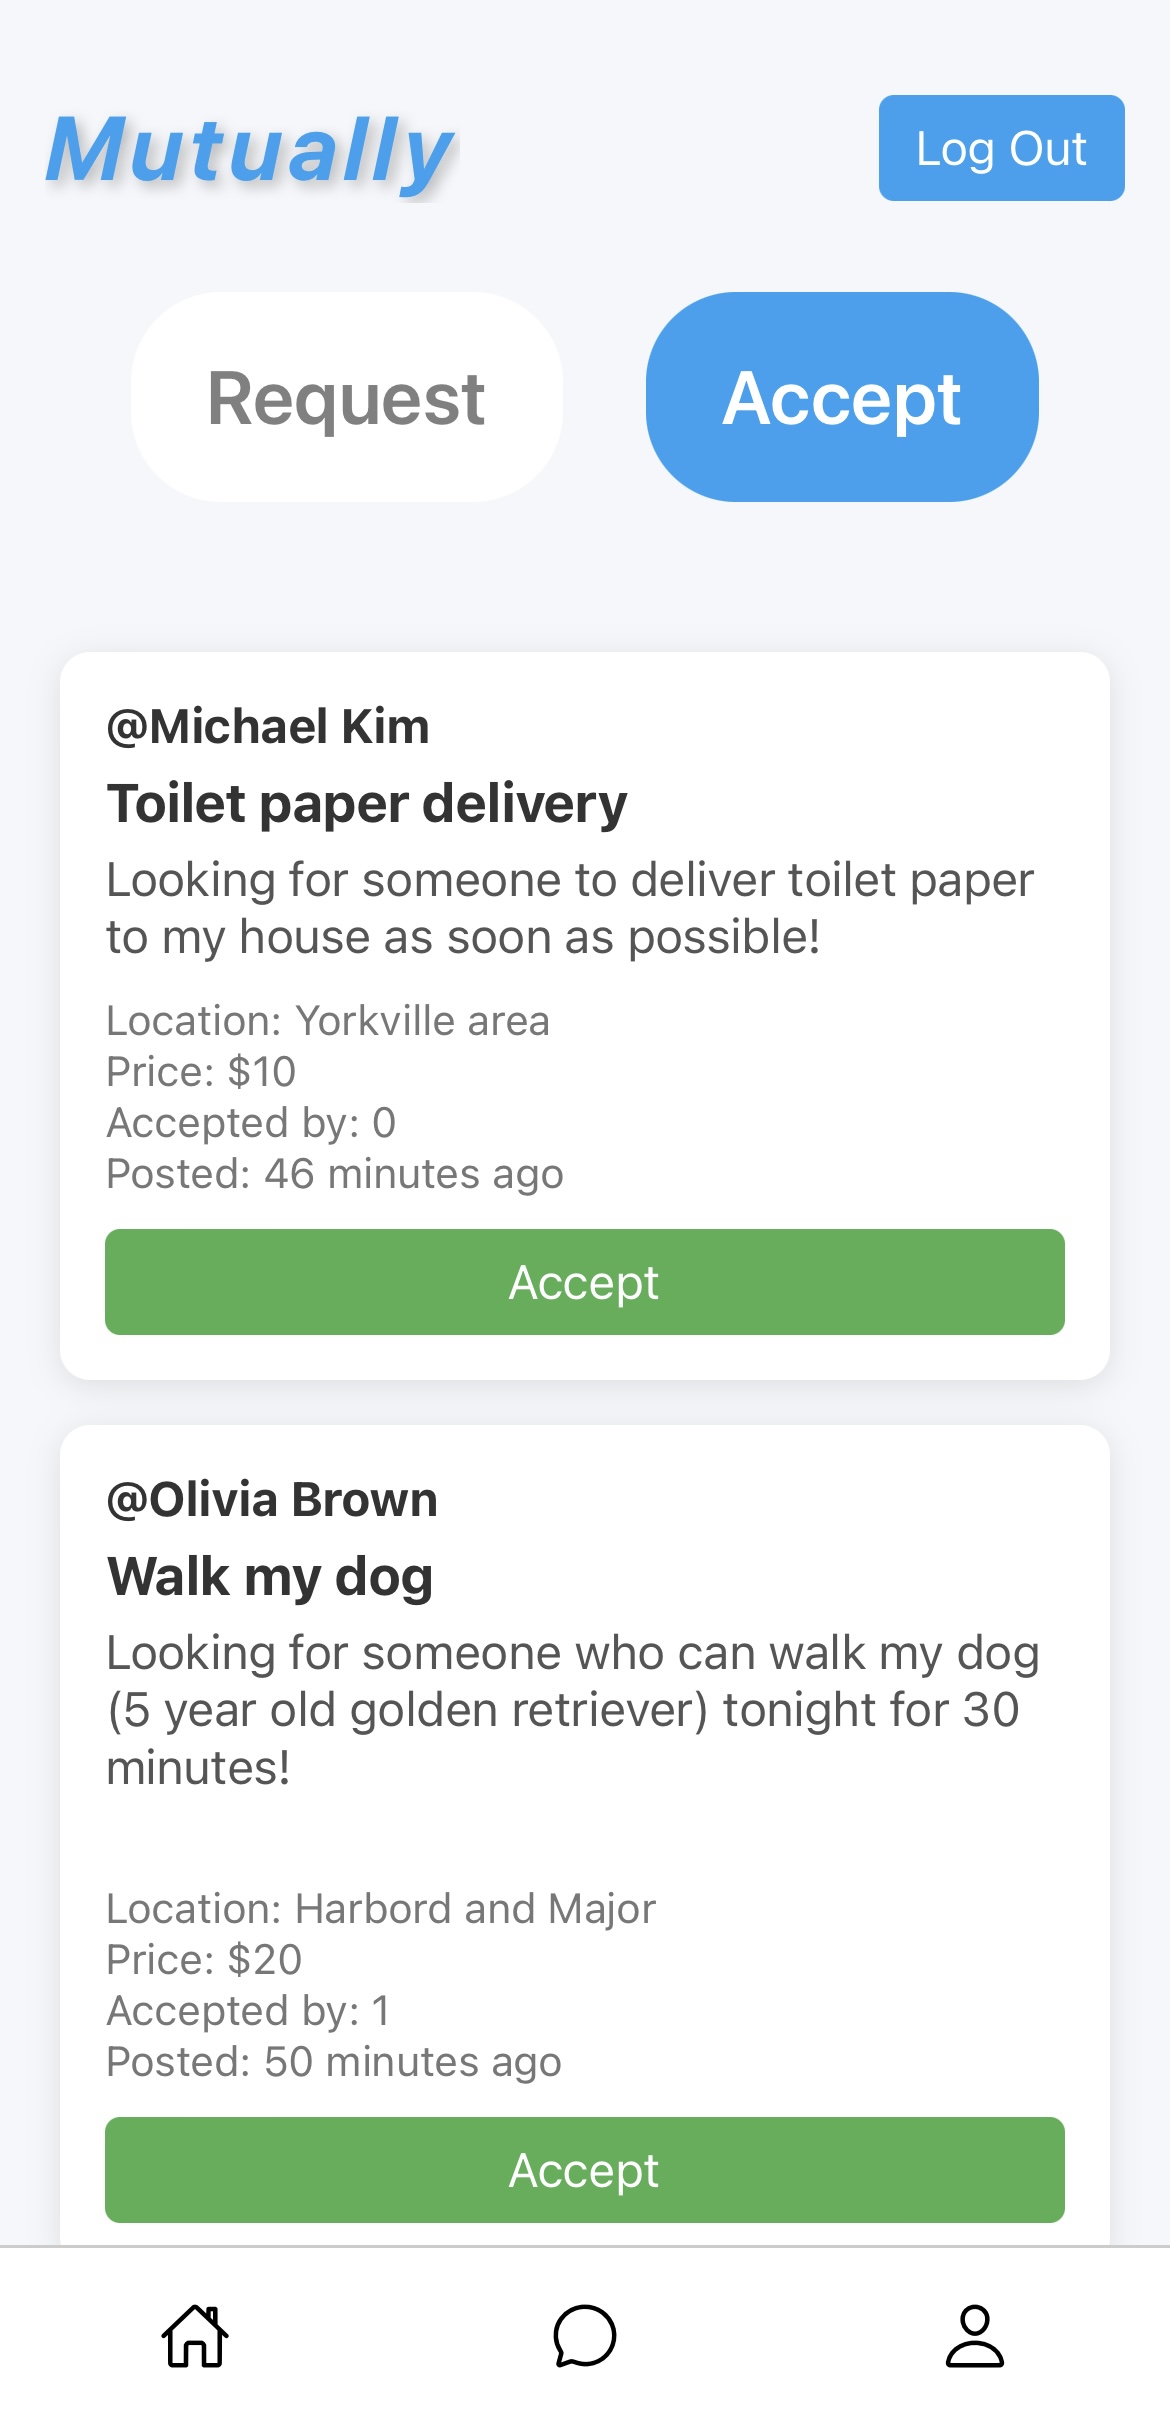 Mutually
Log Out
Request
Accept
@Michael Kim
Toilet paper delivery
Looking for someone to deliver toilet paper
to my house as soon as possible!
Location: Yorkville area
Price: $10
Accepted by: 0
Posted: 46 minutes ago
Accept
@Olivia Brown
Walk my dog
Looking for someone who can walk my dog
(5 year old golden retriever) tonight for 30
minutes!
Location: Harbord and Major
Price: $20
Accepted by: 1
Posted: 50 minutes ago
Accept